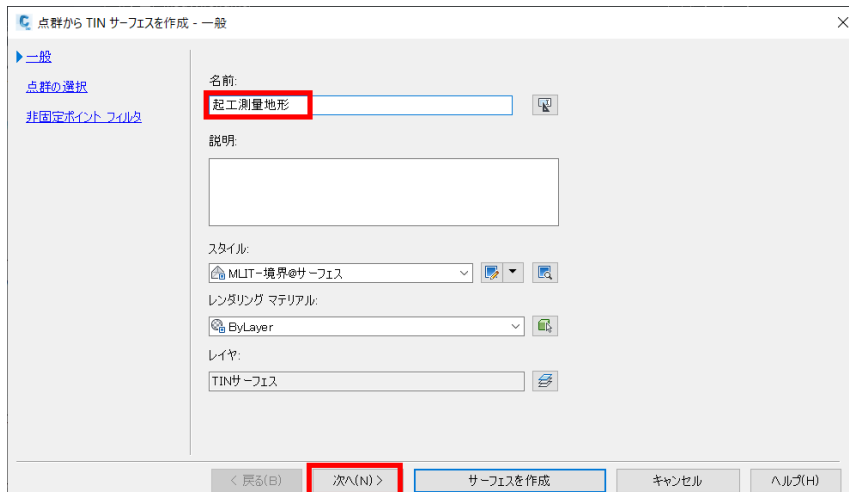 点群から TIN サーフェスを作成 - 一般
一般
点群の選択
非固定ポイント フィルタ
名前:
起工測量地形
説明:
スタイル:
MLIT-境界@サーフェス
レンダリング マテリアル:
ByLayer
レイヤ:
TINサーフェス
< 戻る(B)
次へ(N) >
サーフェスを作成
キャンセル
ヘルプ(H)